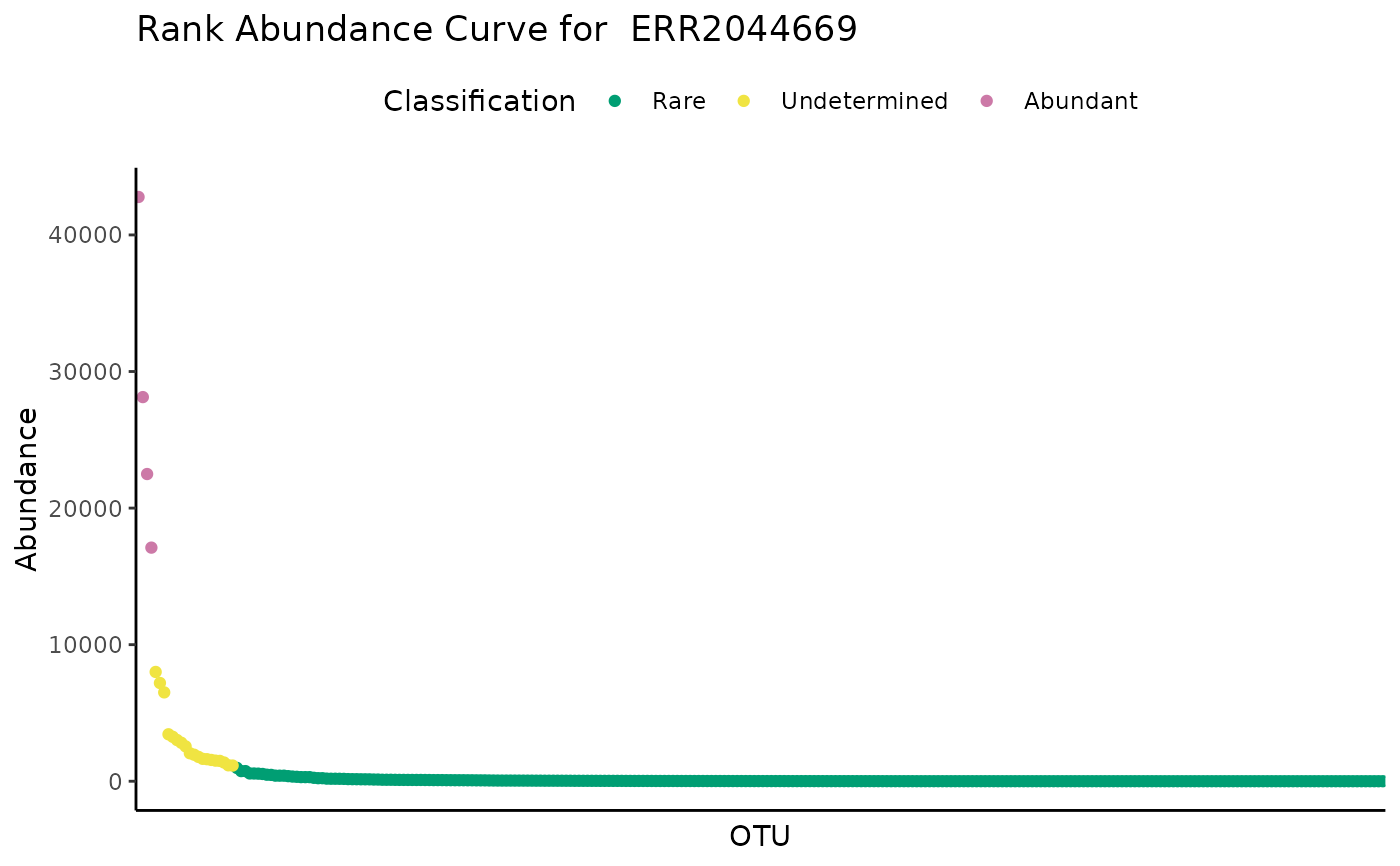 Rank Abundance Curve for  ERR2044669
Classification Rare Undetermined Abundant
40000
30000
20000
10000
0
Abundance
OTU